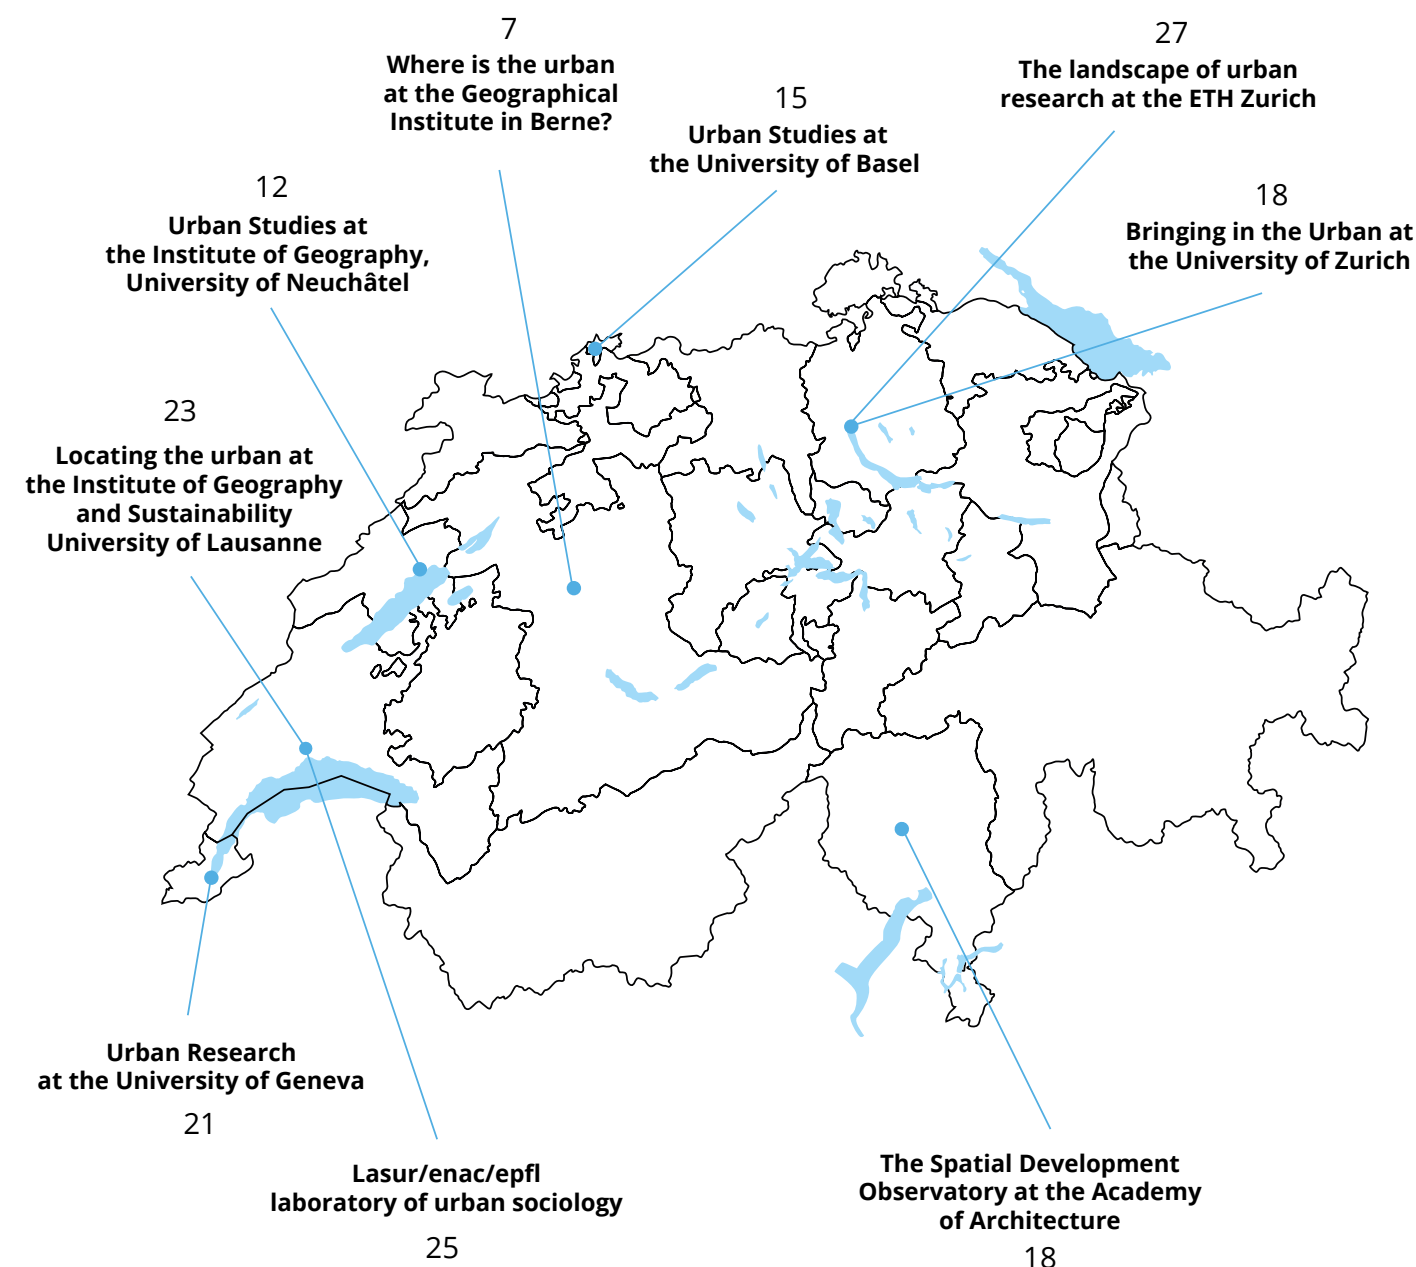 7
Where is the urban
at the Geographical
Institute in Berne?
27
The landscape of urban
research at the ETH Zurich
15
Urban Studies at
the University of Basel
12
Urban Studies at
the Institute of Geography,
University of Neuchâtel
18
Bringing in the Urban at
the University of Zurich
23
Locating the urban at
the Institute of Geography
and Sustainability
University of Lausanne
Urban Research
at the University of Geneva
21
Lasur/enac/epfl
laboratory of urban sociology
25
The Spatial Development
Observatory at the Academy
of Architecture
18